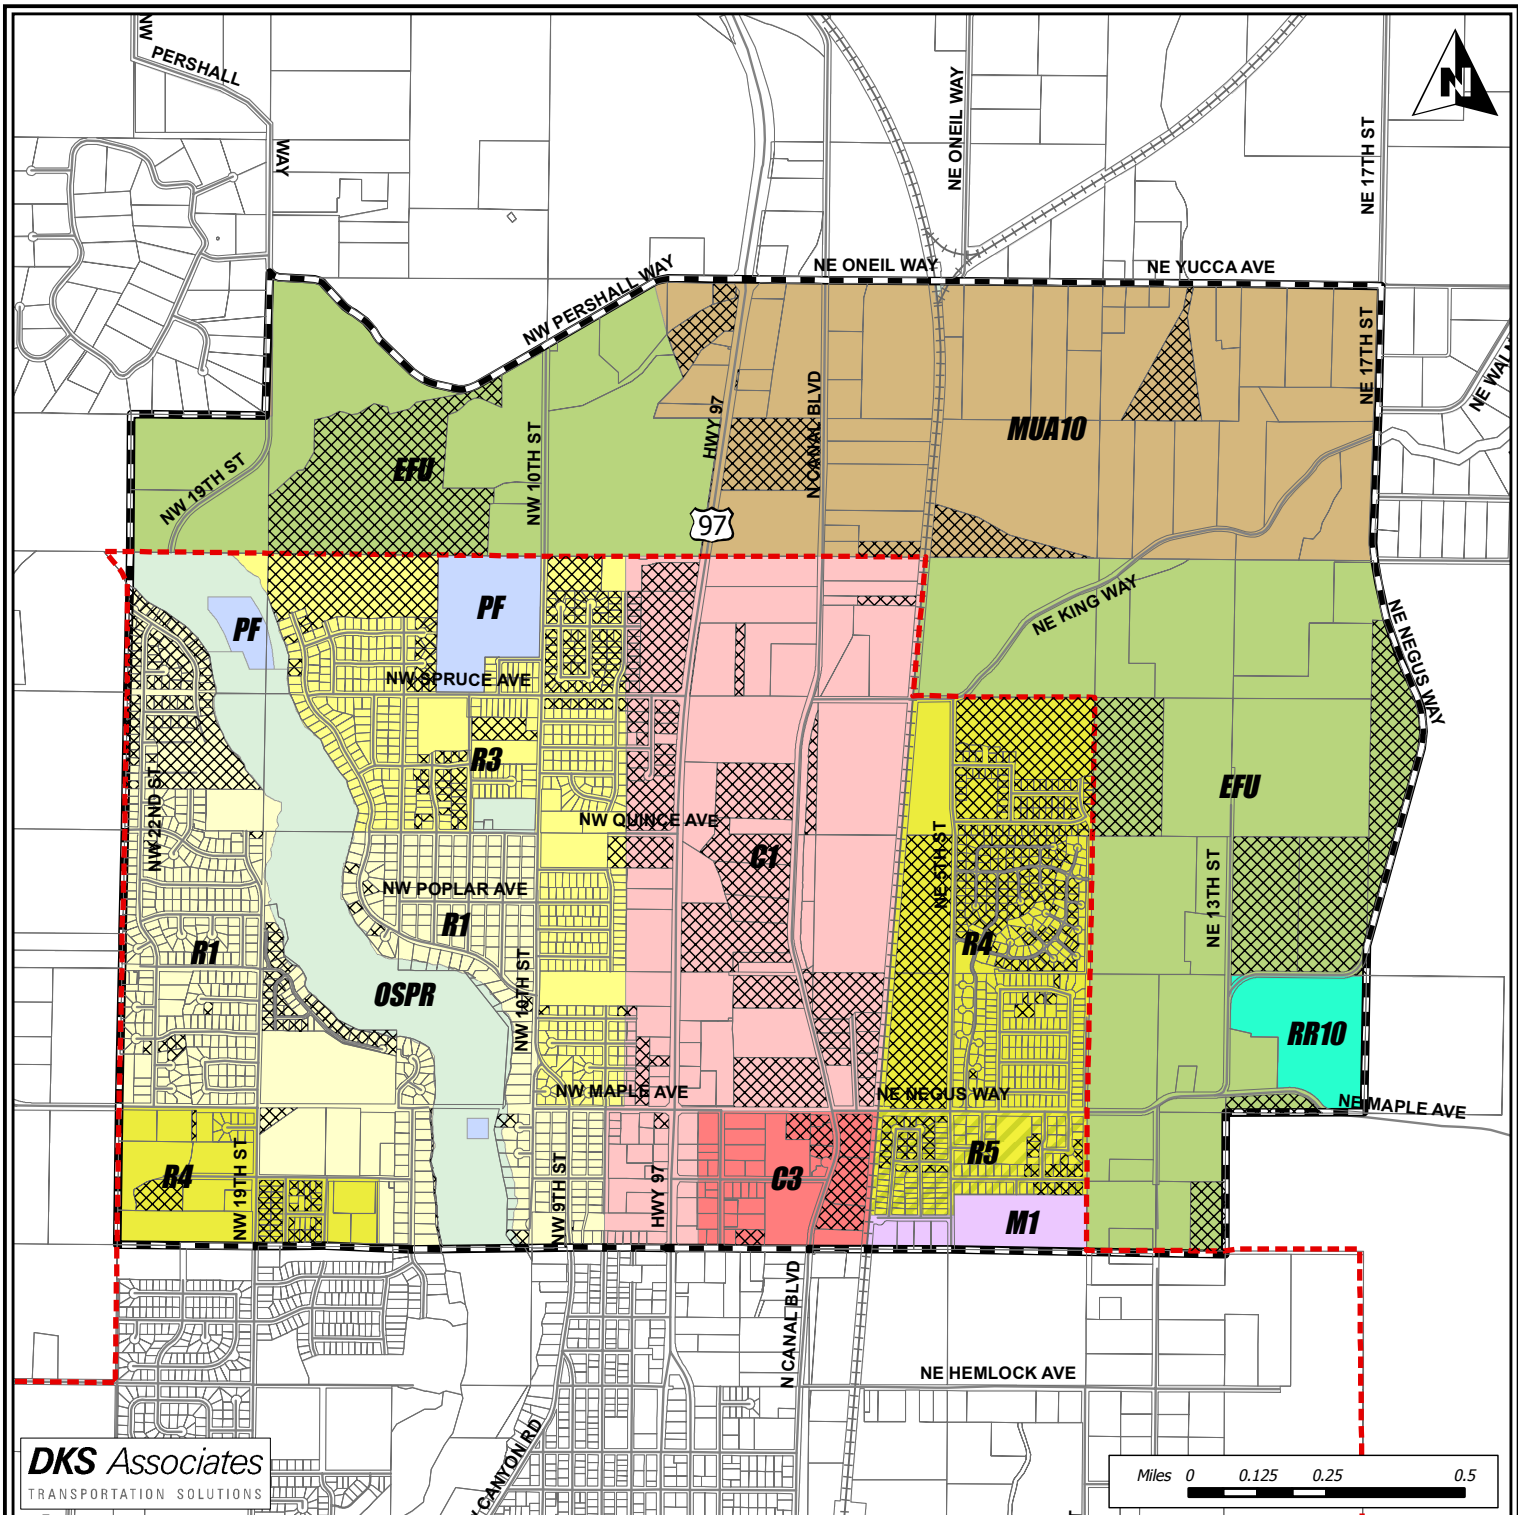 NW
PERSHALL
WAY
NE ONEIL WAY
NE 17TH ST
N
NW PERSHALL WAY
NE ONEIL WAY
NE YUCCA AVE
NE 17TH ST
NE WALN
HWY 97
N CANAL BLVD
MUA10
EFU
NW 19TH ST
NW 10TH ST
97
NE KING WAY
NE NEGUS WAY
PF
PF
NW SPRUCE AVE
R3
NW 22ND ST
NW QUINCE AVE
C1
NE 5TH ST
EFU
NE 13TH ST
NW POPLAR AVE
R1
R1
R4
OSPR
NW 10TH ST
RR10
NW MAPLE AVE
NE NEGUS WAY
NE MAPLE AVE
R4
NW 19TH ST
NW 9TH ST
HWY 97
C3
R5
M1
N CANAL BLVD
NE HEMLOCK AVE
CANYON RD
DKS Associates
TRANSPORTATION SOLUTIONS
Miles 0 0.125 0.25 0.5